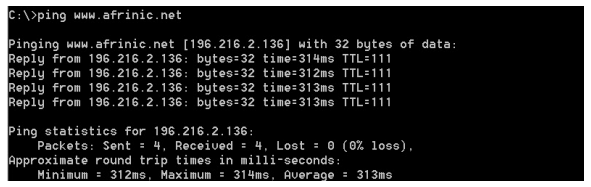 C:\>ping www.afrinic.net
Pinging www.afrinic.net [196.216.2.136] with 32 bytes of data:
Reply from 196.216.2.136: bytes=32 time=314ms TTL=111
Reply from 196.216.2.136: bytes=32 time=312ms TTL=111
Reply from 196.216.2.136: bytes=32 time=313ms TTL=111
Reply from 196.216.2.136: bytes=32 time=313ms TTL=111
Ping statistics for 196.216.2.136:
Packets: Sent = 4, Received = 4, Lost = 0 (0% loss),
Approximate round trip times in milli-seconds:
Minimum = 312ms, Maximum = 314ms, Average = 313ms